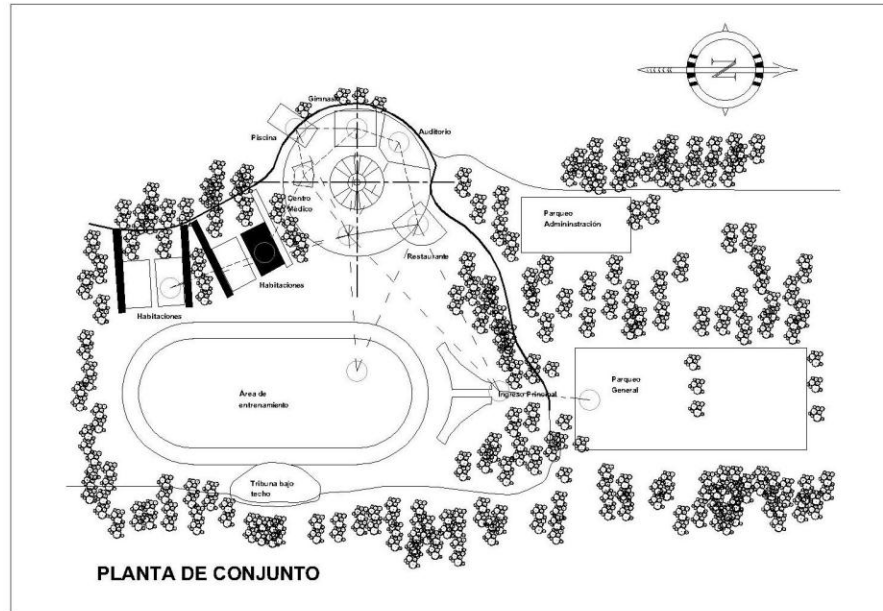 N
Gimnasio
Auditorio
Piscina
Centro
Médico
Parqueo
Admininstración
Restaurante
Habitaciones
Habitaciones
Parqueo
General
Ingreso Principal
Área de
entrenamiento
Tribuna bajo
techo
PLANTA DE CONJUNTO